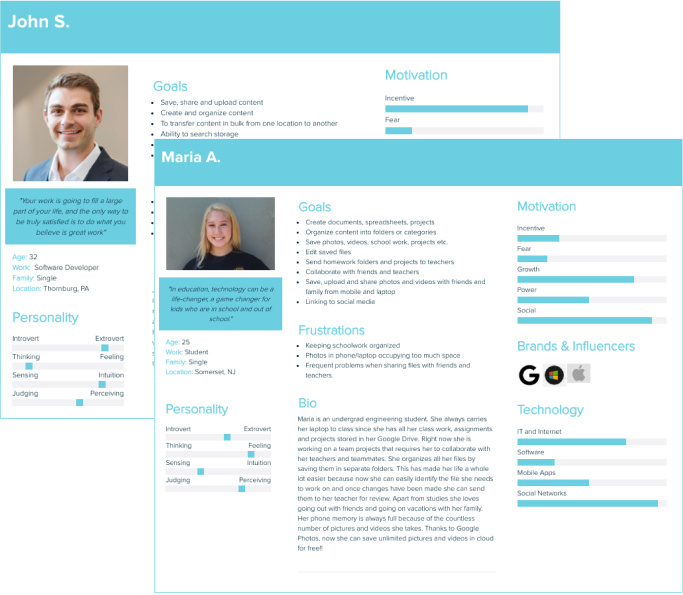 John S.
"Your work is going to fill a large
part of your life, and the only way to
be truly satisfied is to do what you
believe is great work"
Age: 32
Work: Software Developer
Family: Single
Location: Thornburg, PA
Personality
Introvert Extrovert
Thinking Feeling
Sensing Intuition
Judging Perceiving
Goals
Save, share and upload content
Create and organize content
To transfer content in bulk from one location to another
Ability to search storage
Motivation
Incentive
Fear
Maria A.
"In education, technology can be a
life-changer, a game changer for
kids who are in school and out of
school."
Age: 25
Work: Student
Family: Single
Location: Somerset, NJ
Personality
Introvert Extrovert
Thinking Feeling
Sensing Intuition
Judging Perceiving
Goals
Create documents, spreadsheets, projects
Organize content into folders or categories
Save photos, videos, school work, projects etc.
Edit saved files
Send homework folders and projects to teachers
Collaborate with friends and teachers
Save, upload and share photos and videos with friends and
family from mobile and laptop
Linking to social media
Frustrations
Keeping schoolwork organized
Photos in phone/laptop occupying too much space
Frequent problems when sharing files with friends and
teachers.
Bio
Maria is an undergrad engineering student. She always carries
her laptop to class since she has all her class work, assignments
and projects stored in her Google Drive. Right now she is
working on a team projects that requires her to collaborate with
her teachers and teammates. She organizes all her files by
saving them in separate folders. This has made her life a whole
lot easier because now she can easily identify the file she needs
to work on and once changes have been made she can send
them to her teacher for review. Apart from studies she loves
going out with friends and going on vacations with her family.
Her phone memory is always full because of the countless
number of pictures and videos she takes. Thanks to Google
Photos, now she can save unlimited pictures and videos in cloud
for free!!
Motivation
Incentive
Fear
Growth
Power
Social
Brands & Influencers
G
Technology
IT and Internet
Software
Mobile Apps
Social Networks